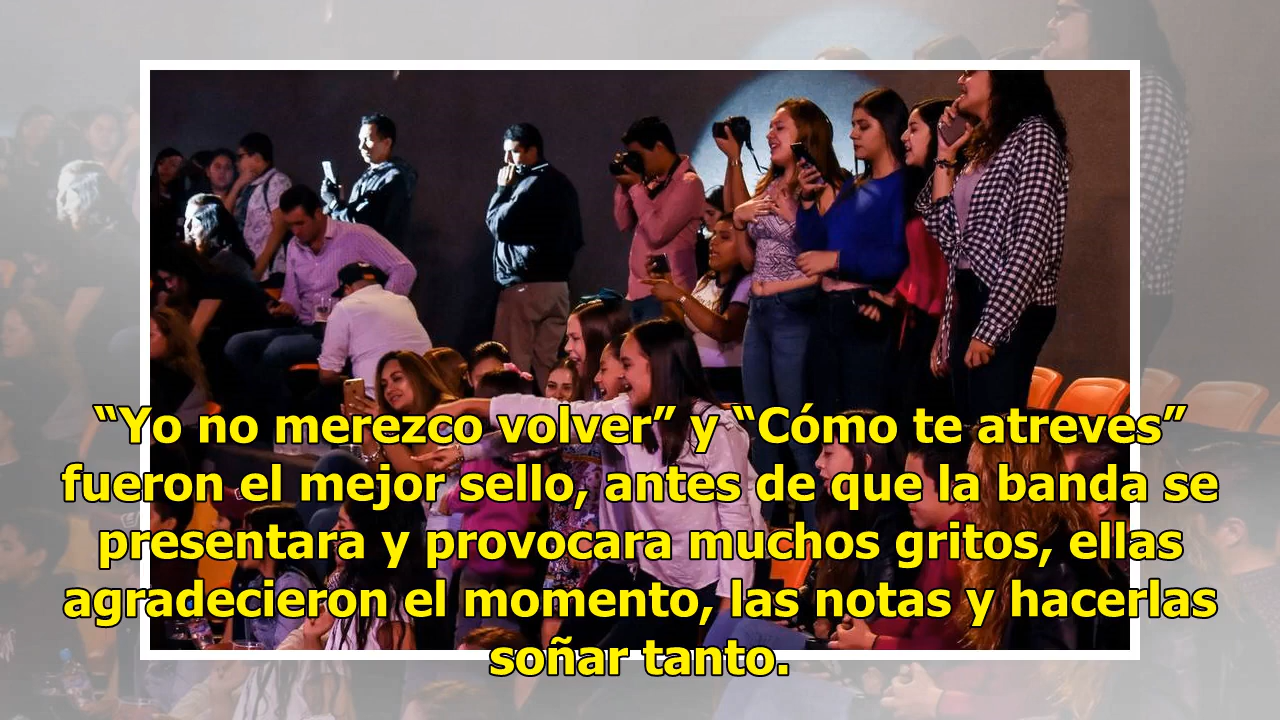 “Yo no merezco volver” y “Cómo te atreves”
fueron el mejor sello, antes de que la banda se
presentara y provocara muchos gritos, ellas
agradecieron el momento, las notas y hacerlas
soñar tanto.